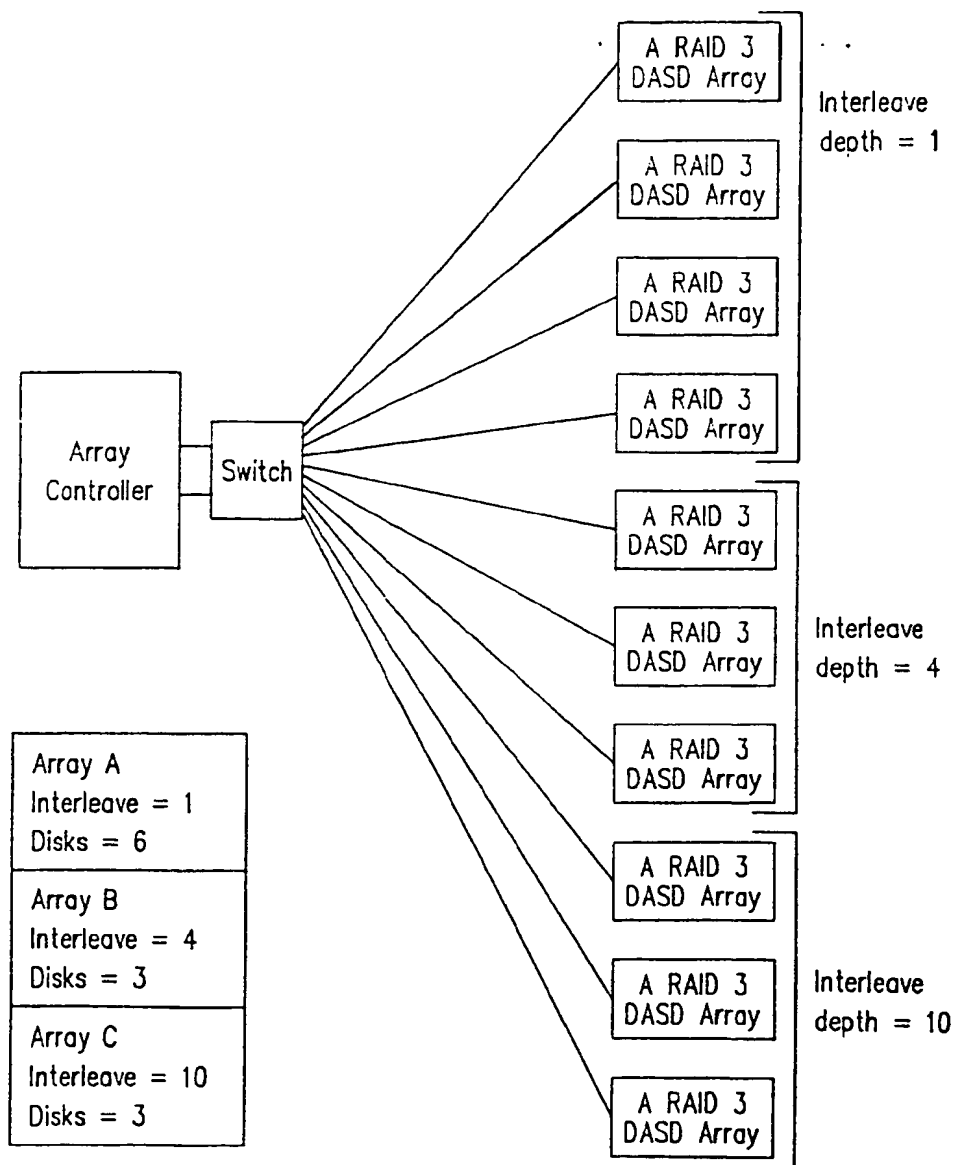 A RAID 3
DASD Array
A RAID 3
DASD Array
A RAID 3
DASD Array
A RAID 3
DASD Array
Interleave
depth = 1
Array
Controller
Switch
A RAID 3
DASD Array
A RAID 3
DASD Array
A RAID 3
DASD Array
Interleave
depth = 4
A RAID 3
DASD Array
A RAID 3
DASD Array
A RAID 3
DASD Array
Interleave
depth = 10
Array A
Interleave = 1
Disks = 6
Array B
Interleave = 4
Disks = 3
Array C
Interleave = 10
Disks = 3